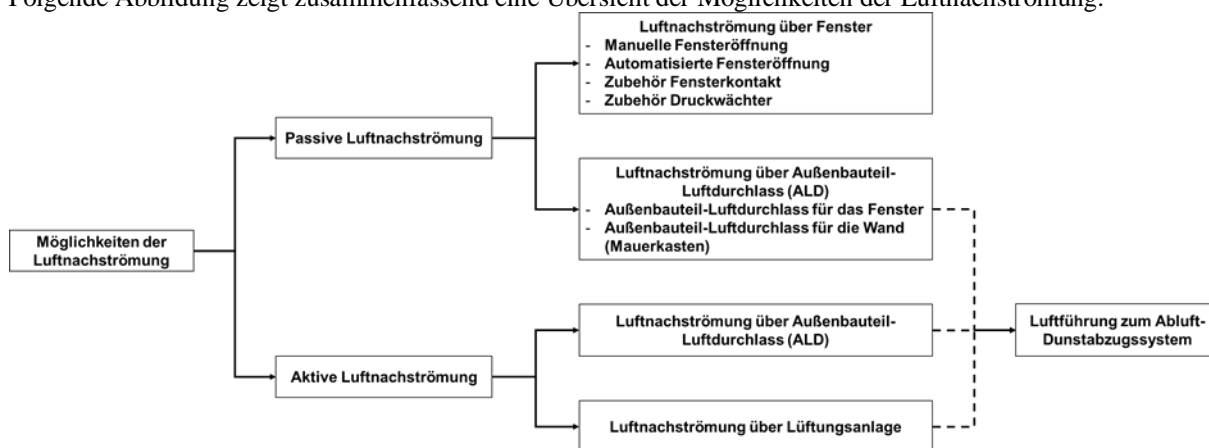 Folgende Abbildung zeigt zusammenfassend eine Übersicht der Möglichkeiten der Luftnachströmung:
Luftnachströmung über Fenster
- Manuelle Fensteröffnung
- Automatisierte Fensteröffnung
- Zubehör Fensterkontakt
- Zubehör Druckwächter
Passive Luftnachströmung
Luftnachströmung über Außenbauteil-
Luftdurchlass (ALD)
- Außenbauteil-Luftdurchlass für das Fenster
- Außenbauteil-Luftdurchlass für die Wand
(Mauerkasten)
Möglichkeiten der
Luftnachströmung
Luftnachströmung über Außenbauteil-
Luftdurchlass (ALD)
Luftführung zum Abluft-
Dunstabzugssystem
Aktive Luftnachströmung
Luftnachströmung über Lüftungsanlage